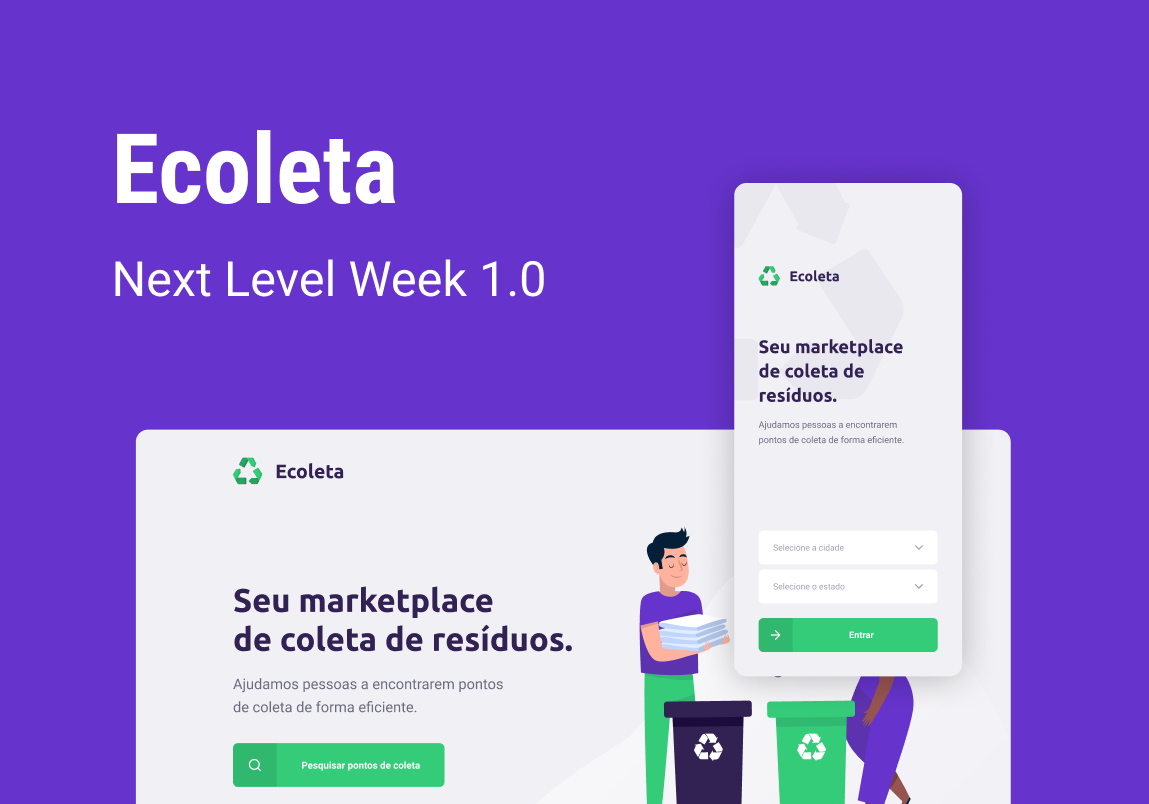 Ecoleta
Next Level Week 1.0
Ecoleta
Seu marketplace
de coleta de
resíduos.
Ajudamos pessoas a encontrarem
pontos de coleta de forma eficiente.
Selecione a cidade
Selecione o estado
Entrar
Ecoleta
Seu marketplace
de coleta de resíduos.
Ajudamos pessoas a encontrarem pontos
de coleta de forma eficiente.
Pesquisar pontos de coleta